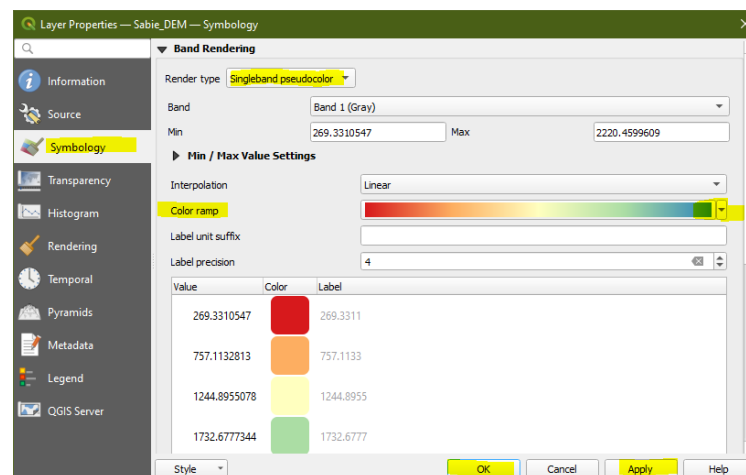 Layer Properties — Sabie_DEM — Symbology
Information
Source
Symbology
Transparency
Histogram
Rendering
Temporal
Pyramids
Metadata
Legend
QGIS Server
Band Rendering
Render type Singleband pseudocolor
Band Band 1 (Gray)
Min 269.3310547 Max 2220.4599609
Min / Max Value Settings
Interpolation Linear
Color ramp
Label unit suffix
Label precision 4
Value Color Label
269.3310547 269.3311
757.1132813 757.1133
1244.8955078 1244.8955
1732.6777344 1732.6777
Style OK Cancel Apply Help